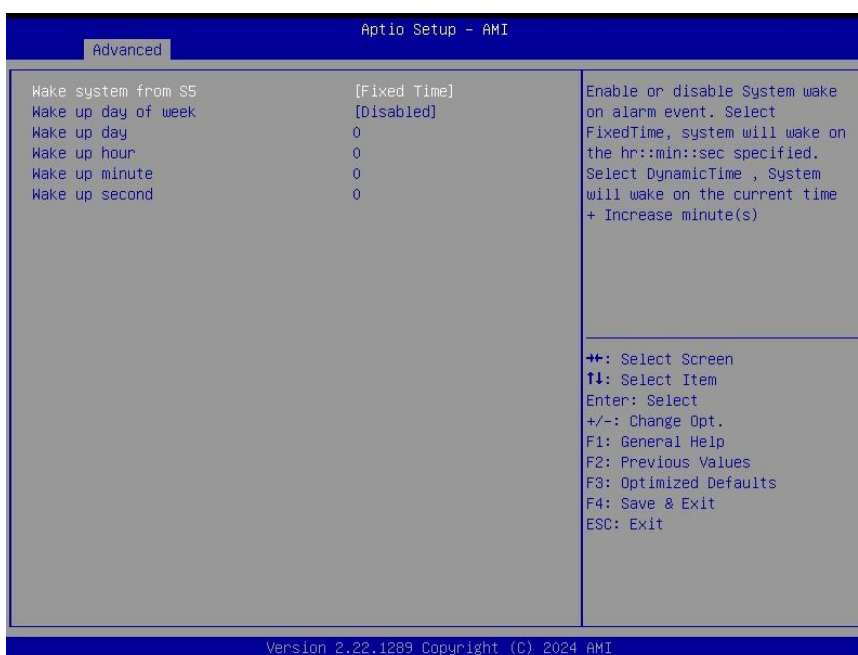 Aptio Setup – AMI
Advanced
Wake system from S5 [Fixed Time]
Wake up day of week [Disabled]
Wake up day 0
Wake up hour 0
Wake up minute 0
Wake up second 0
Enable or disable System wake
on alarm event. Select
FixedTime, system will wake on
the hr::min::sec specified.
Select DynamicTime , System
will wake on the current time
+ Increase minute(s)
→←: Select Screen
↑↓: Select Item
Enter: Select
+/-: Change Opt.
F1: General Help
F2: Previous Values
F3: Optimized Defaults
F4: Save & Exit
ESC: Exit
Version 2.22.1289 Copyright (C) 2024 AMI